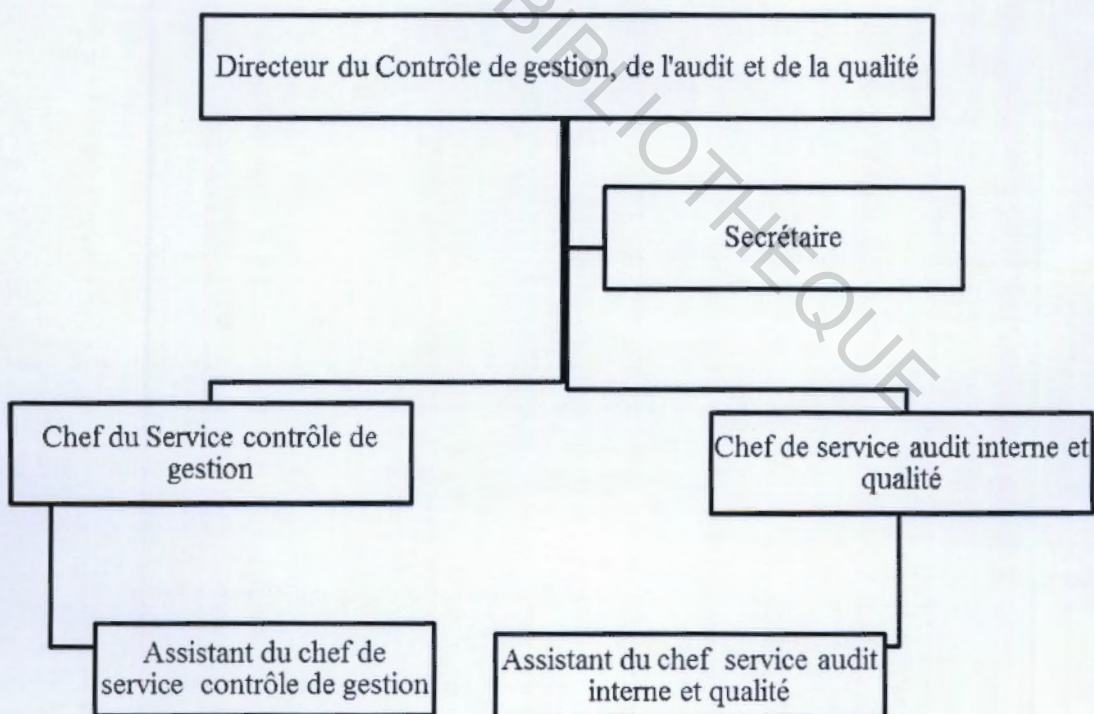 Directeur du Contrôle de gestion, de l'audit et de la qualité
BIBLIOTHEQUE
Secrétaire
Chef du Service contrôle de
gestion
Chef de service audit interne et
qualité
Assistant du chef de
service contrôle de gestion
Assistant du chef service audit
interne et qualité